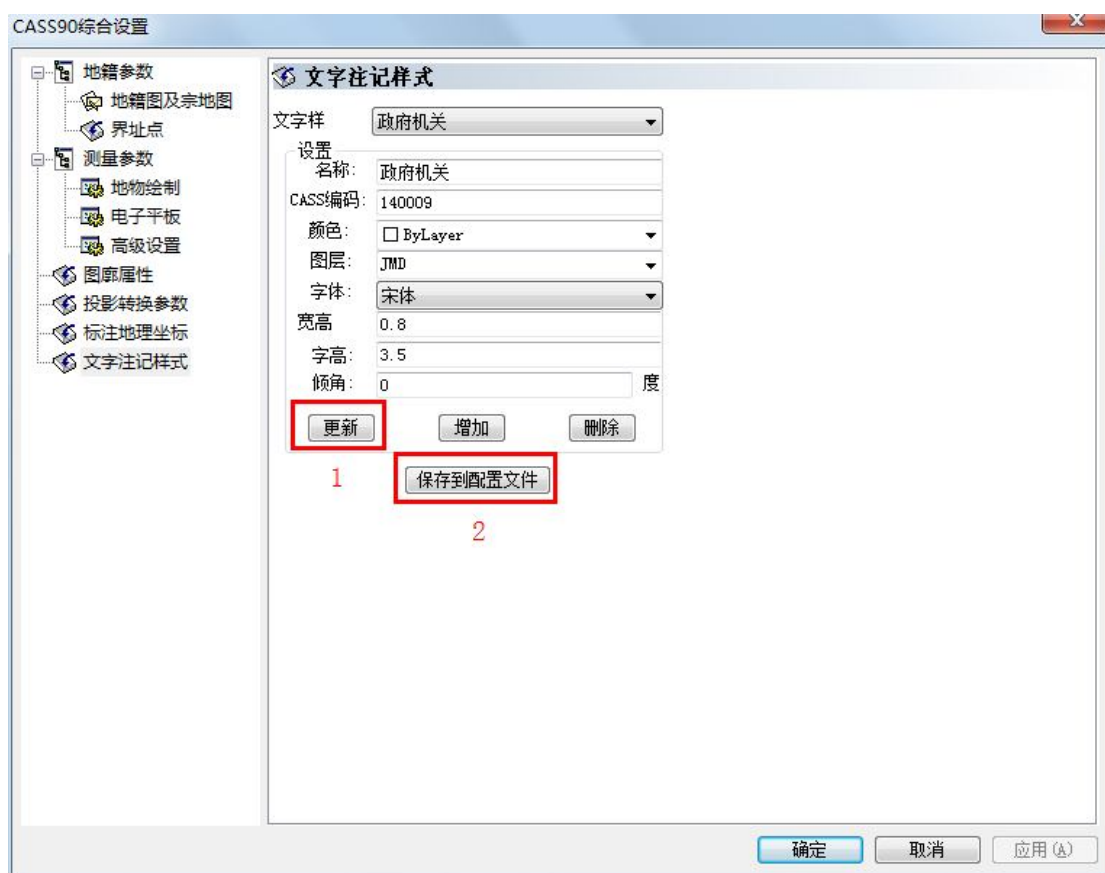 CASS90综合设置
x
地籍参数
地籍图及宗地图
界址点
测量参数
地物绘制
电子平板
高级设置
图廓属性
投影转换参数
标注地理坐标
文字注记样式
文字注记样式
文字样 政府机关
设置
名称: 政府机关
CASS编码: 140009
颜色: ByLayer
图层: JMD
字体: 宋体
宽高 0.8
字高: 3.5
倾角: 0 度
更新 增加 删除
1 保存到配置文件
2
确定 取消 应用(A)